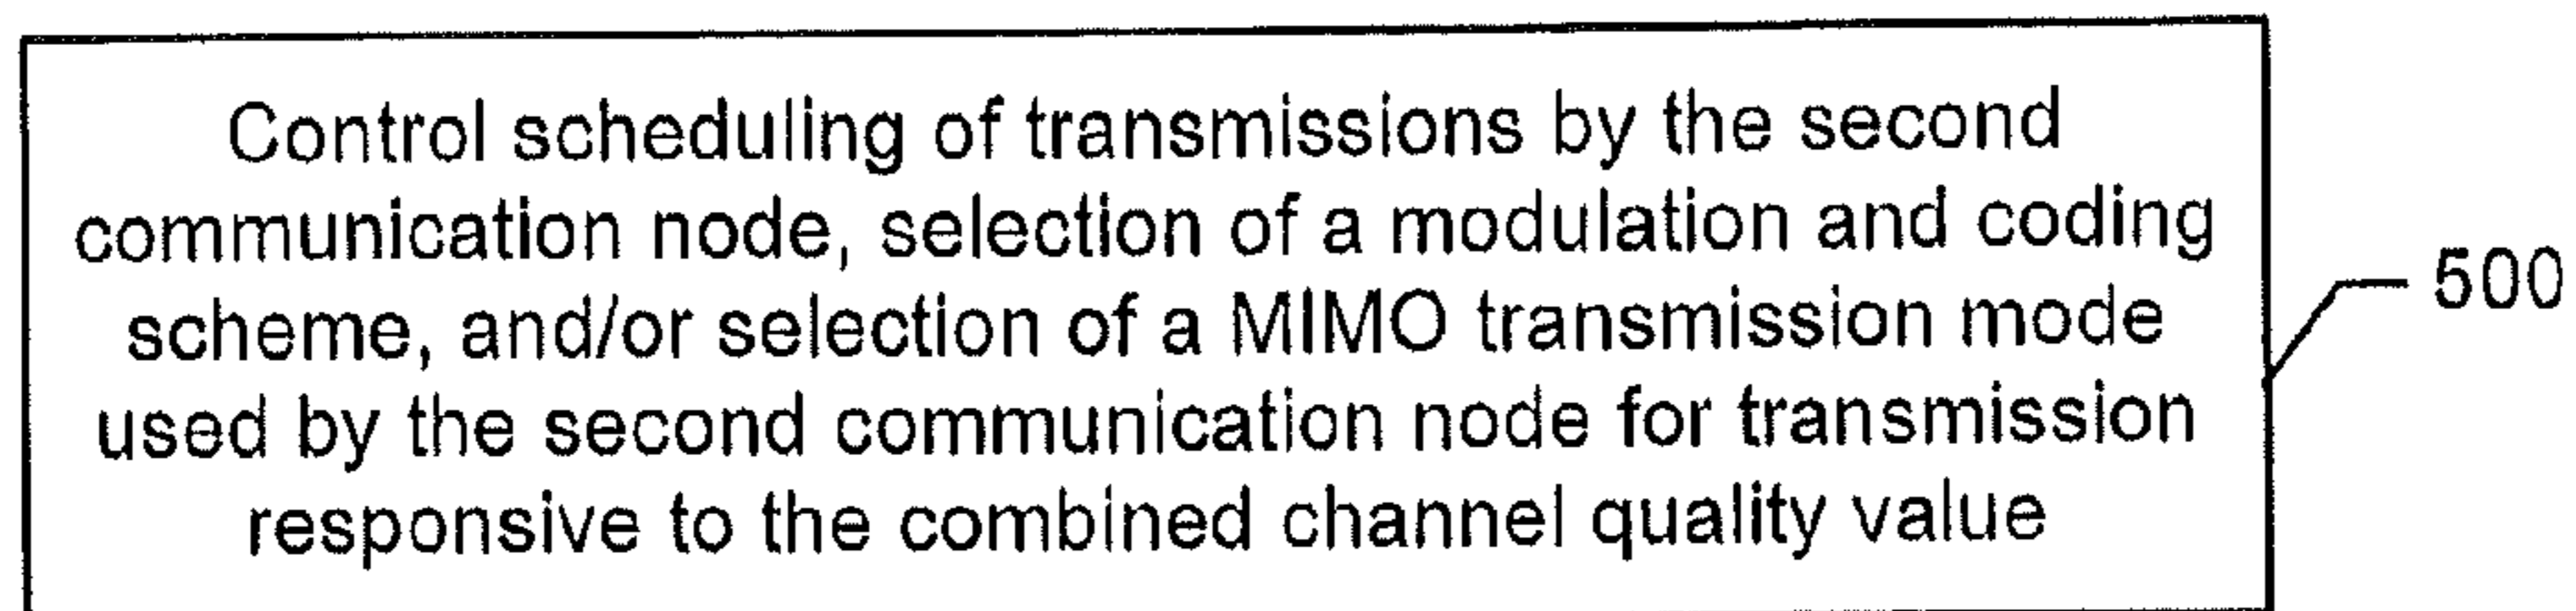 Control scheduling of transmissions by the second
communication node, selection of a modulation and coding
scheme, and/or selection of a MIMO transmission mode
used by the second communication node for transmission
responsive to the combined channel quality value
500